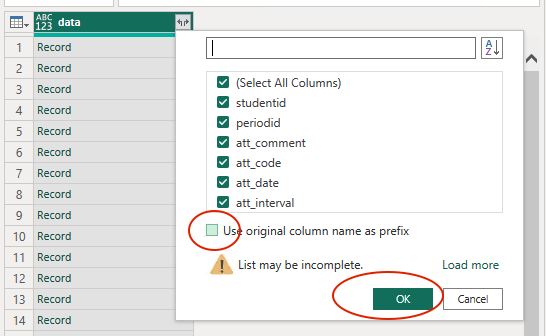 ABC
123
data
1 Record
2 Record
3 Record
4 Record
5 Record
6 Record
7 Record
8 Record
9 Record
10 Record
11 Record
12 Record
13 Record
14 Record
A
Z
(Select All Columns)
studentid
periodid
att_comment
att_code
att_date
att_interval
Use original column name as prefix
List may be incomplete. Load more
OK Cancel